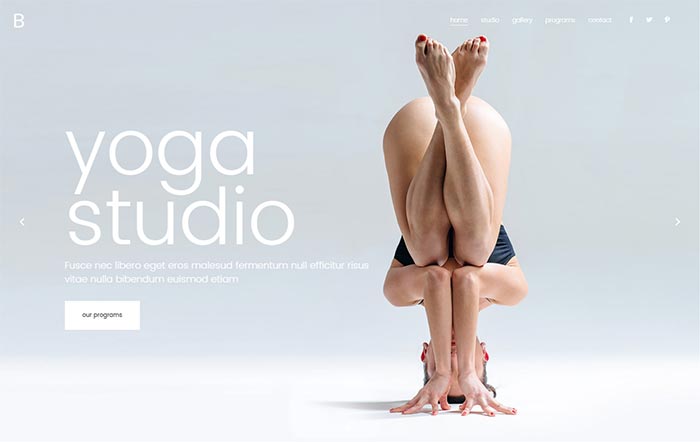 B
home studio gallery programs contact
yoga
studio
Fusce nec libero eget eros malesud fermentum null efficitur risus
vitae nulla bibendum euismod etiam
our programs